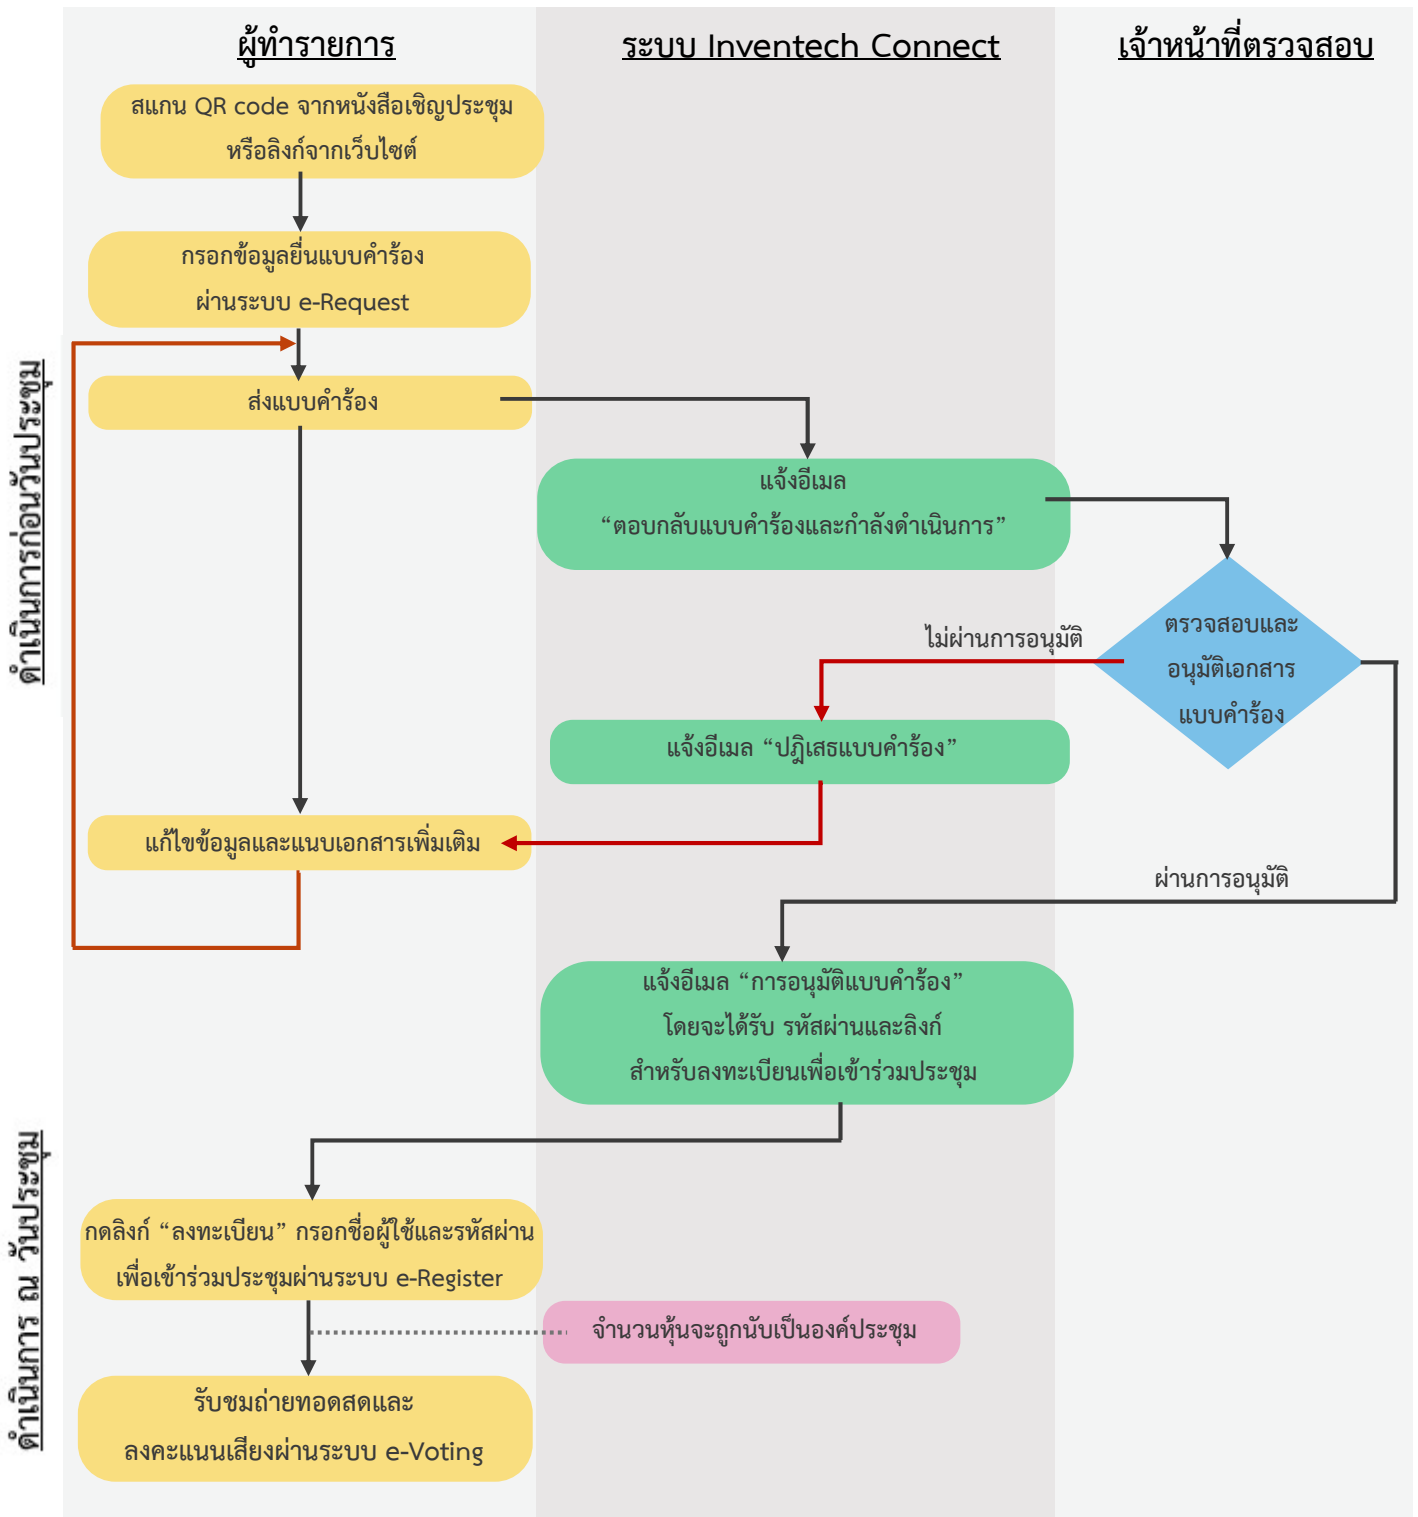 ผู้ทำรายการ
ระบบ Inventech Connect
เจ้าหน้าที่ตรวจสอบ
ดำเนินการก่อนวันประชุม
สแกน QR code จากหนังสือเชิญประชุม
หรือลิงก์จากเว็บไซต์
กรอกข้อมูลยื่นแบบคำร้อง
ผ่านระบบ e-Request
ส่งแบบคำร้อง
แจ้งอีเมล
“ตอบกลับแบบคำร้องและกำลังดำเนินการ”
ตรวจสอบและ
อนุมัติเอกสาร
แบบคำร้อง
ไม่ผ่านการอนุมัติ
แจ้งอีเมล “ปฎิเสธแบบคำร้อง”
แก้ไขข้อมูลและแนบเอกสารเพิ่มเติม
ผ่านการอนุมัติ
แจ้งอีเมล “การอนุมัติแบบคำร้อง”
โดยจะได้รับ รหัสผ่านและลิงก์
สำหรับลงทะเบียนเพื่อเข้าร่วมประชุม
ดำเนินการ ณ วันประชุม
กดลิงก์ “ลงทะเบียน” กรอกชื่อผู้ใช้และรหัสผ่าน
เพื่อเข้าร่วมประชุมผ่านระบบ e-Register
จำนวนหุ้นจะถูกนับเป็นองค์ประชุม
รับชมถ่ายทอดสดและ
ลงคะแนนเสียงผ่านระบบ e-Voting